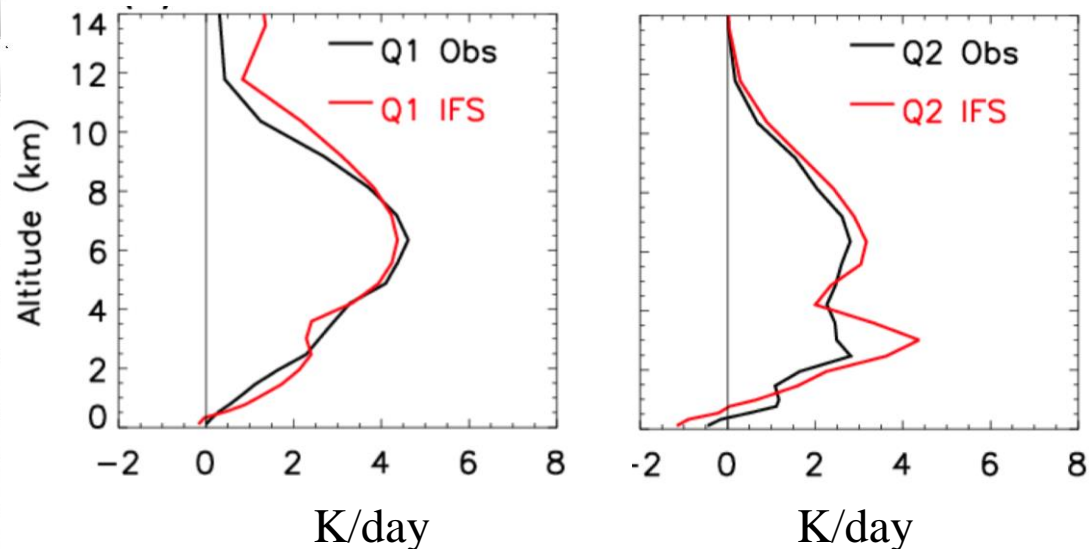 Q1 Obs
Q1 IFS
Altitude (km)
14
12
10
8
6
4
2
0
-2 0 2 4 6 8
K/day
Q2 Obs
Q2 IFS
-2 0 2 4 6 8
K/day